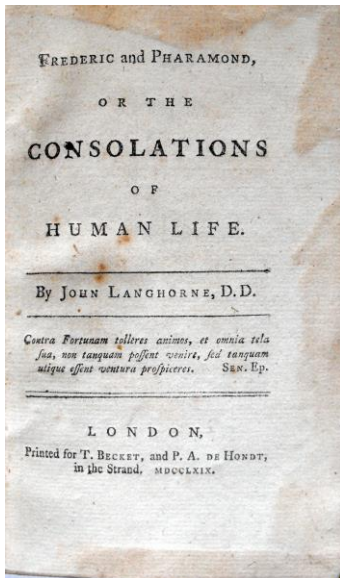 FREDERIC and PHARAMOND,
OR THE
CONSOLATIONS
OF
HUMAN LIFE.
By JOHN LANGHORNE, D.D.
Contra Fortunam tolleres animos, et omnia tela
ſua, non tanquam poſſent venire, ſed tanquam
utique eſſent ventura proſpiceres. SEN. Ep.
LONDON,
Printed for T. BECKET, and P. A. DE HONDT,
in the Strand. MDCCLXIX.